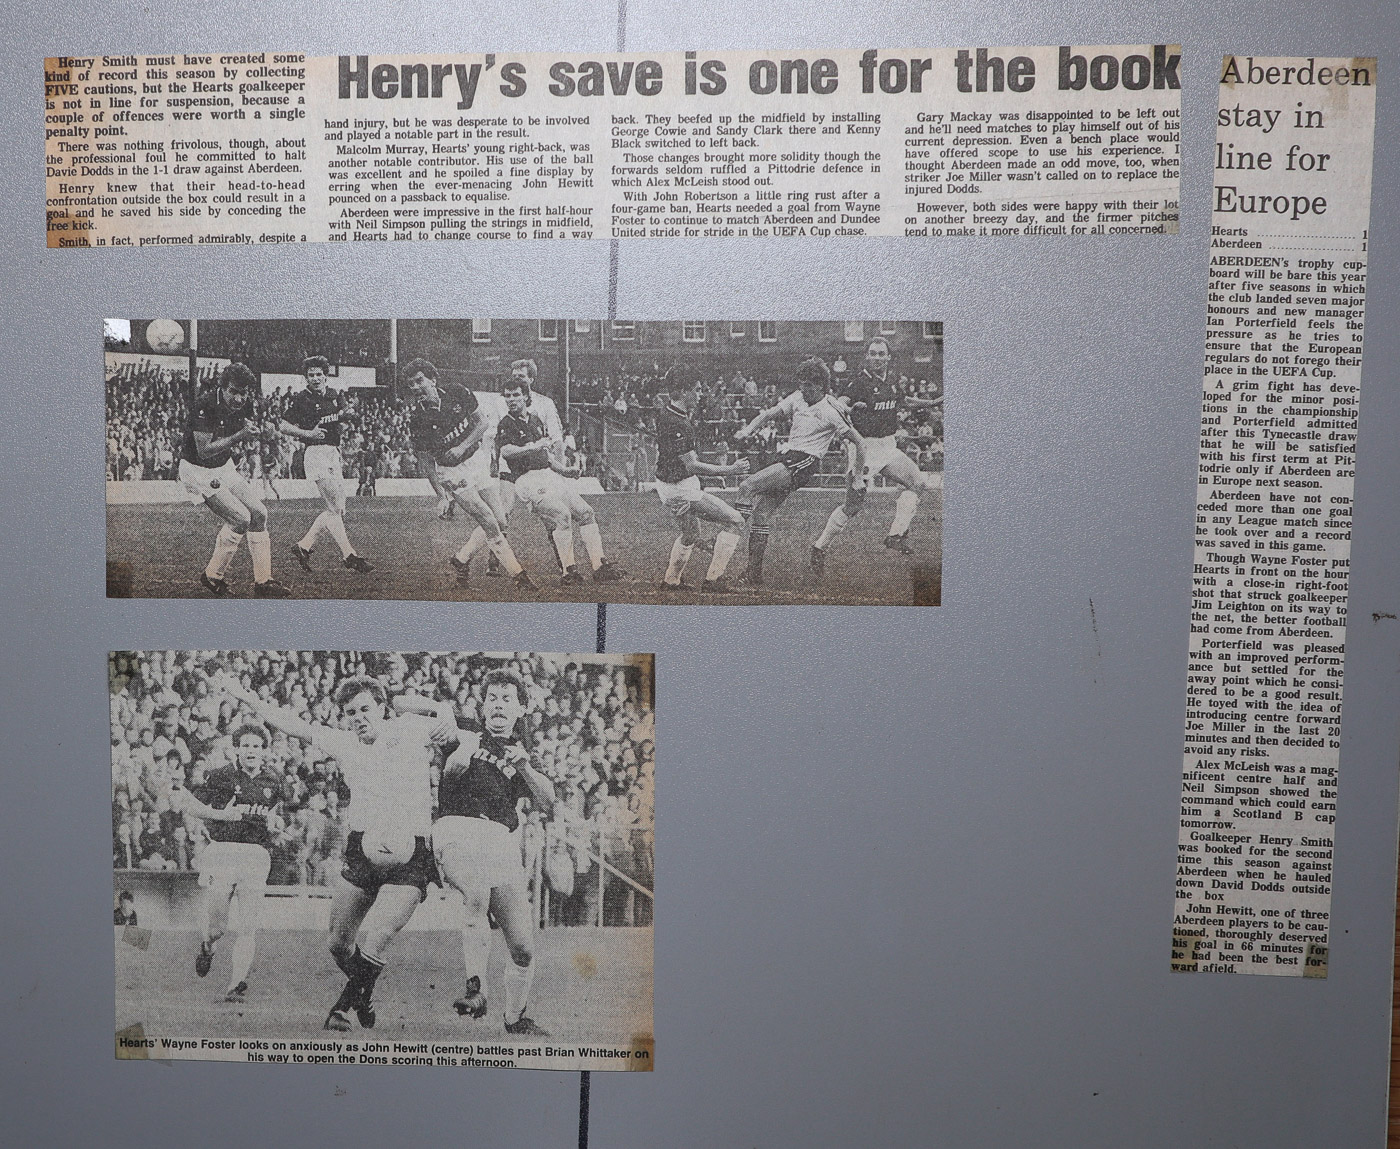 Henry's save is one for the book
Henry Smith must have created some
kind of record this season by collecting
FIVE cautions, but the Hearts goalkeeper
is not in line for suspension, because a
couple of offences were worth a single
penalty point.
There was nothing frivolous, though, about
the professional foul he committed to halt
Davie Dodds in the 1-1 draw against Aberdeen.
Henry knew that their head-to-head
confrontation outside the box could result in a
goal and he saved his side by conceding the
free kick.
Smith, in fact, performed admirably, despite a
hand injury, but he was desperate to be involved
and played a notable part in the result.
Malcolm Murray, Hearts' young right-back, was
another notable contributor. His use of the ball
was excellent and he spoiled a fine display by
erring when the ever-menacing John Hewitt
pounced on a passback to equalise.
Aberdeen were impressive in the first half-hour
with Neil Simpson pulling the strings in midfield,
and Hearts had to change course to find a way
back. They beefed up the midfield by installing
George Cowie and Sandy Clark there and Kenny
Black switched to left back.
Those changes brought more solidity though the
forwards seldom ruffled a Pittodrie defence in
which Alex McLeish stood out.
With John Robertson a little ring rust after a
four-game ban, Hearts needed a goal from Wayne
Foster to continue to match Aberdeen and Dundee
United stride for stride in the UEFA Cup chase.
Gary Mackay was disappointed to be left out
and he'll need matches to play himself out of his
current depression. Even a bench place would
have offered scope to use his experience. I
thought Aberdeen made an odd move, too, when
striker Joe Miller wasn't called on to replace the
injured Dodds.
However, both sides were happy with their lot
on another breezy day, and the firmer pitches
tend to make it more difficult for all concerned.
Aberdeen
stay in
line for
Europe
Hearts ........................ 1
Aberdeen ..................... 1
ABERDEEN's trophy cup-
board will be bare this year
after five seasons in which
the club landed seven major
honours and new manager
Ian Porterfield feels the
pressure as he tries to
ensure that the European
regulars do not forego their
place in the UEFA Cup.
A grim fight has deve-
loped for the minor posi-
tions in the championship
and Porterfield admitted
after this Tynecastle draw
that he will be satisfied
with his first term at Pit-
todrie only if Aberdeen are
in Europe next season.
Aberdeen have not con-
ceded more than one goal
in any League match since
he took over and a record
was saved in this game.
Though Wayne Foster put
Hearts in front on the hour
with a close-in right-foot
shot that struck goalkeeper
Jim Leighton on its way to
the net, the better football
had come from Aberdeen.
Porterfield was pleased
with an improved perform-
ance but settled for the
away point which he consi-
dered to be a good result.
He toyed with the idea of
introducing centre forward
Joe Miller in the last 20
minutes and then decided to
avoid any risks.
Alex McLeish was a mag-
nificent centre half and
Neil Simpson showed the
command which could earn
him a Scotland B cap
tomorrow.
Goalkeeper Henry Smith
was booked for the second
time this season against
Aberdeen when he hauled
down David Dodds outside
the box
John Hewitt, one of three
Aberdeen players to be cau-
tioned, thoroughly deserved
his goal in 66 minutes for
he had been the best for-
ward afield.
mita
mita
mita
mita
Hearts' Wayne Foster looks on anxiously as John Hewitt (centre) battles past Brian Whittaker on
his way to open the Dons scoring this afternoon.